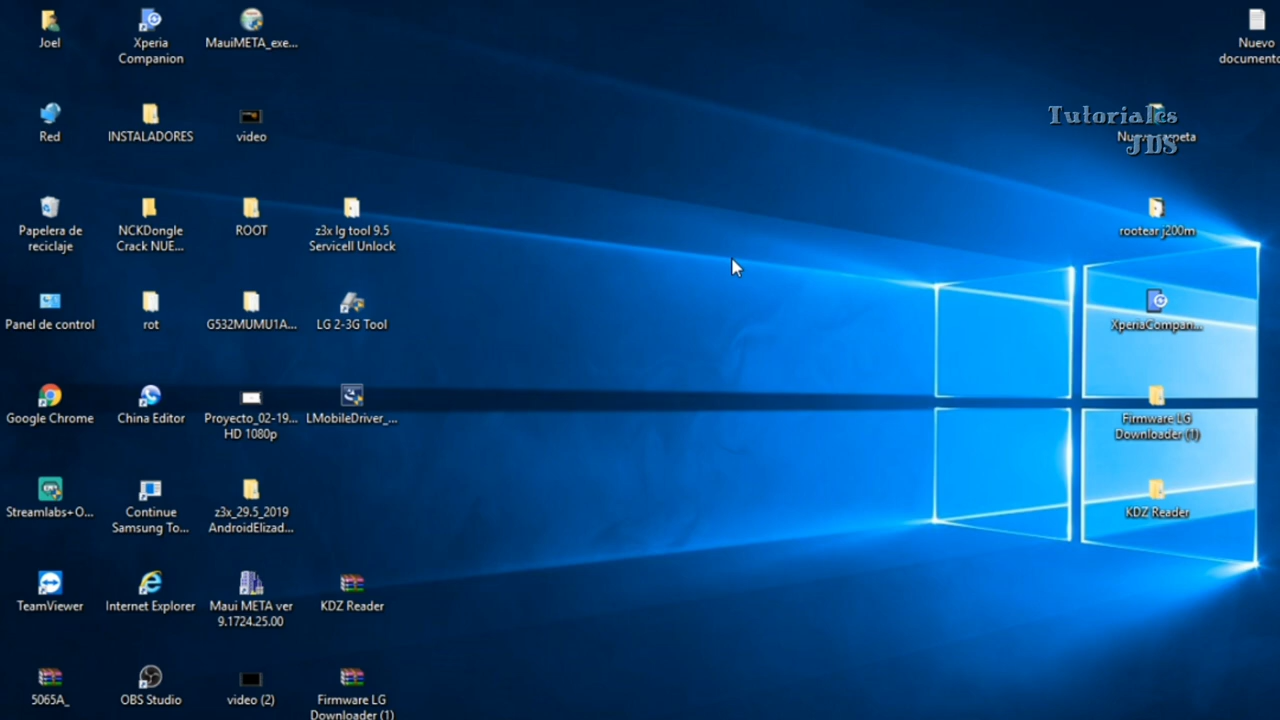 Joel
Xperia
Companion
MauiMETA_exe...
Nuevo
documento
Red
INSTALADORES
video
Tutoriales
JDS
Papelera de
reciclaje
NCKDongle
Crack NUE...
ROOT
z3x lg tool 9.5
Servicell Unlock
rootear j200m
Panel de control
rot
G532MUMU1A...
LG 2-3G Tool
XperiaCompan...
Google Chrome
China Editor
Proyecto_02-19...
HD 1080p
LMobileDriver_...
Firmware LG
Downloader (1)
Streamlabs+O...
Continue
Samsung To...
z3x_29.5_2019
AndroidElizad...
KDZ Reader
TeamViewer
Internet Explorer
Maui META ver
9.1724.25.00
KDZ Reader
5065A_
OBS Studio
video (2)
Firmware LG
Downloader (1)